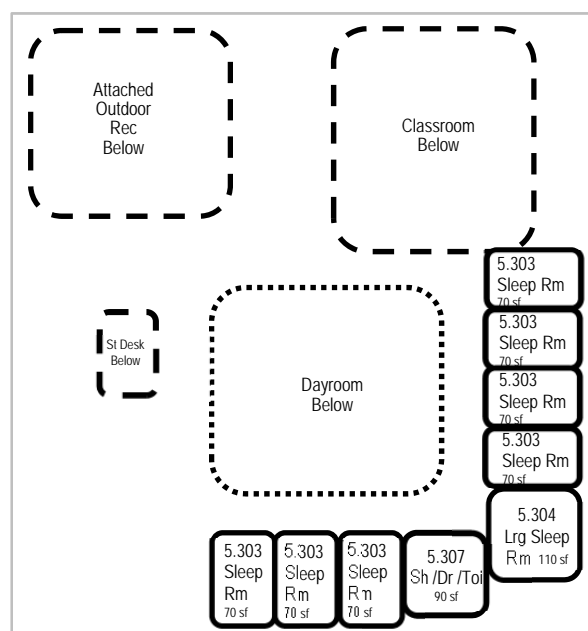 Attached
Outdoor
Rec
Below
Classroom
Below
5.303
Sleep Rm
70 sf
5.303
Sleep Rm
70 sf
5.303
Sleep Rm
70 sf
5.303
Sleep Rm
70 sf
St Desk
Below
Dayroom
Below
5.304
Lrg Sleep
Rm 110 sf
5.303
Sleep
Rm
70 sf
5.303
Sleep
Rm
70 sf
5.303
Sleep
Rm
70 sf
5.307
Sh /Dr /Toi
90 sf